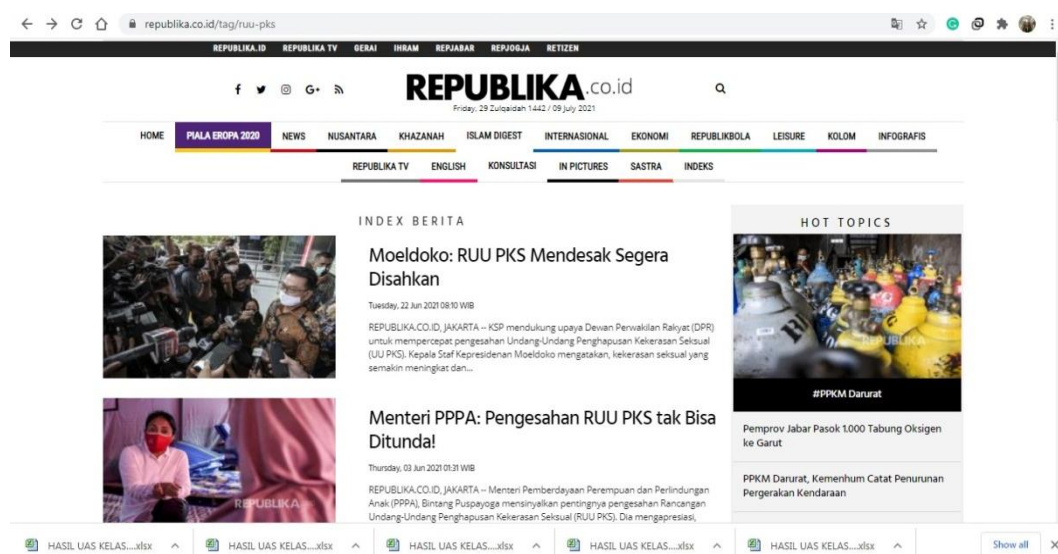 republika.co.id/tag/ruu-pks
REPUBLIKA.ID REPUBLIKA TV GERAI IHRAM REPJABAR REPJOGJA RETIZEN
REPUBLIKA.co.id
Friday, 29 Zulqaidah 1442 / 09 July 2021
HOME PIALA EROPA 2020 NEWS NUSANTARA KHAZANAH ISLAM DIGEST INTERNASIONAL EKONOMI REPUBLIKBOLA LEISURE KOLOM INFOGRAFIS
REPUBLIKA TV ENGLISH KONSULTASI IN PICTURES SASTRA INDEKS
INDEX BERITA
Moeldoko: RUU PKS Mendesak Segera
Disahkan
Tuesday, 22 Jun 2021 08:10 WIB
REPUBLIKA.CO.ID, JAKARTA -- KSP mendukung upaya Dewan Perwakilan Rakyat (DPR)
untuk mempercepat pengesahan Undang-Undang Penghapusan Kekerasan Seksual
(UU PKS). Kepala Staf Kepresidenan Moeldoko mengatakan, kekerasan seksual yang
semakin meningkat dan...
REPUBLIKA
Menteri PPPA: Pengesahan RUU PKS tak Bisa
Ditunda!
Thursday, 03 Jun 2021 01:31 WIB
REPUBLIKA.CO.ID, JAKARTA -- Menteri Pemberdayaan Perempuan dan Perlindungan
Anak (PPPA), Bintang Puspayoga mensinyalkan pentingnya pengesahan Rancangan
Undang-Undang Penghapusan Kekerasan Seksual (RUU PKS). Dia mengapresiasi,
HOT TOPICS
REPUBLIKA
#PPKM Darurat
Pemprov Jabar Pasok 1.000 Tabung Oksigen
ke Garut
PPKM Darurat, Kemenhum Catat Penurunan
Pergerakan Kendaraan
HASIL UAS KELAS....xlsx HASIL UAS KELAS....xlsx HASIL UAS KELAS....xlsx HASIL UAS KELAS....xlsx HASIL UAS KELAS....xlsx Show all